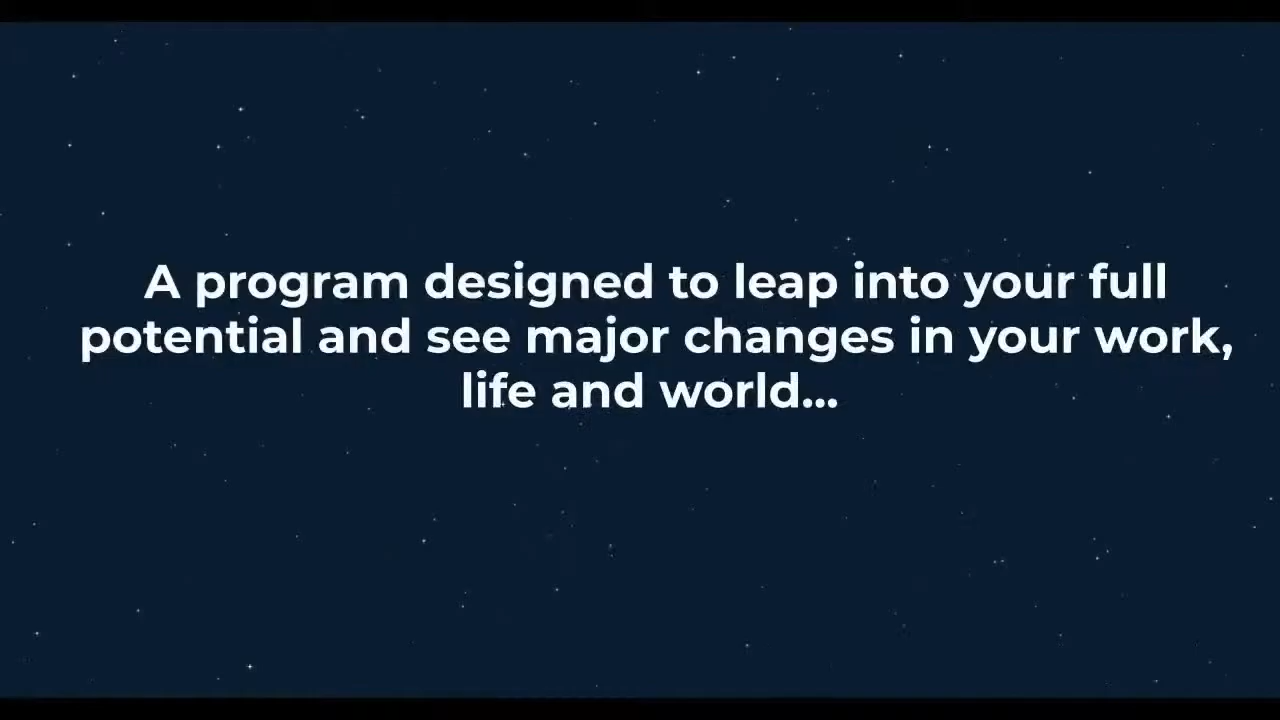 A program designed to leap into your full
potential and see major changes in your work,
life and world...